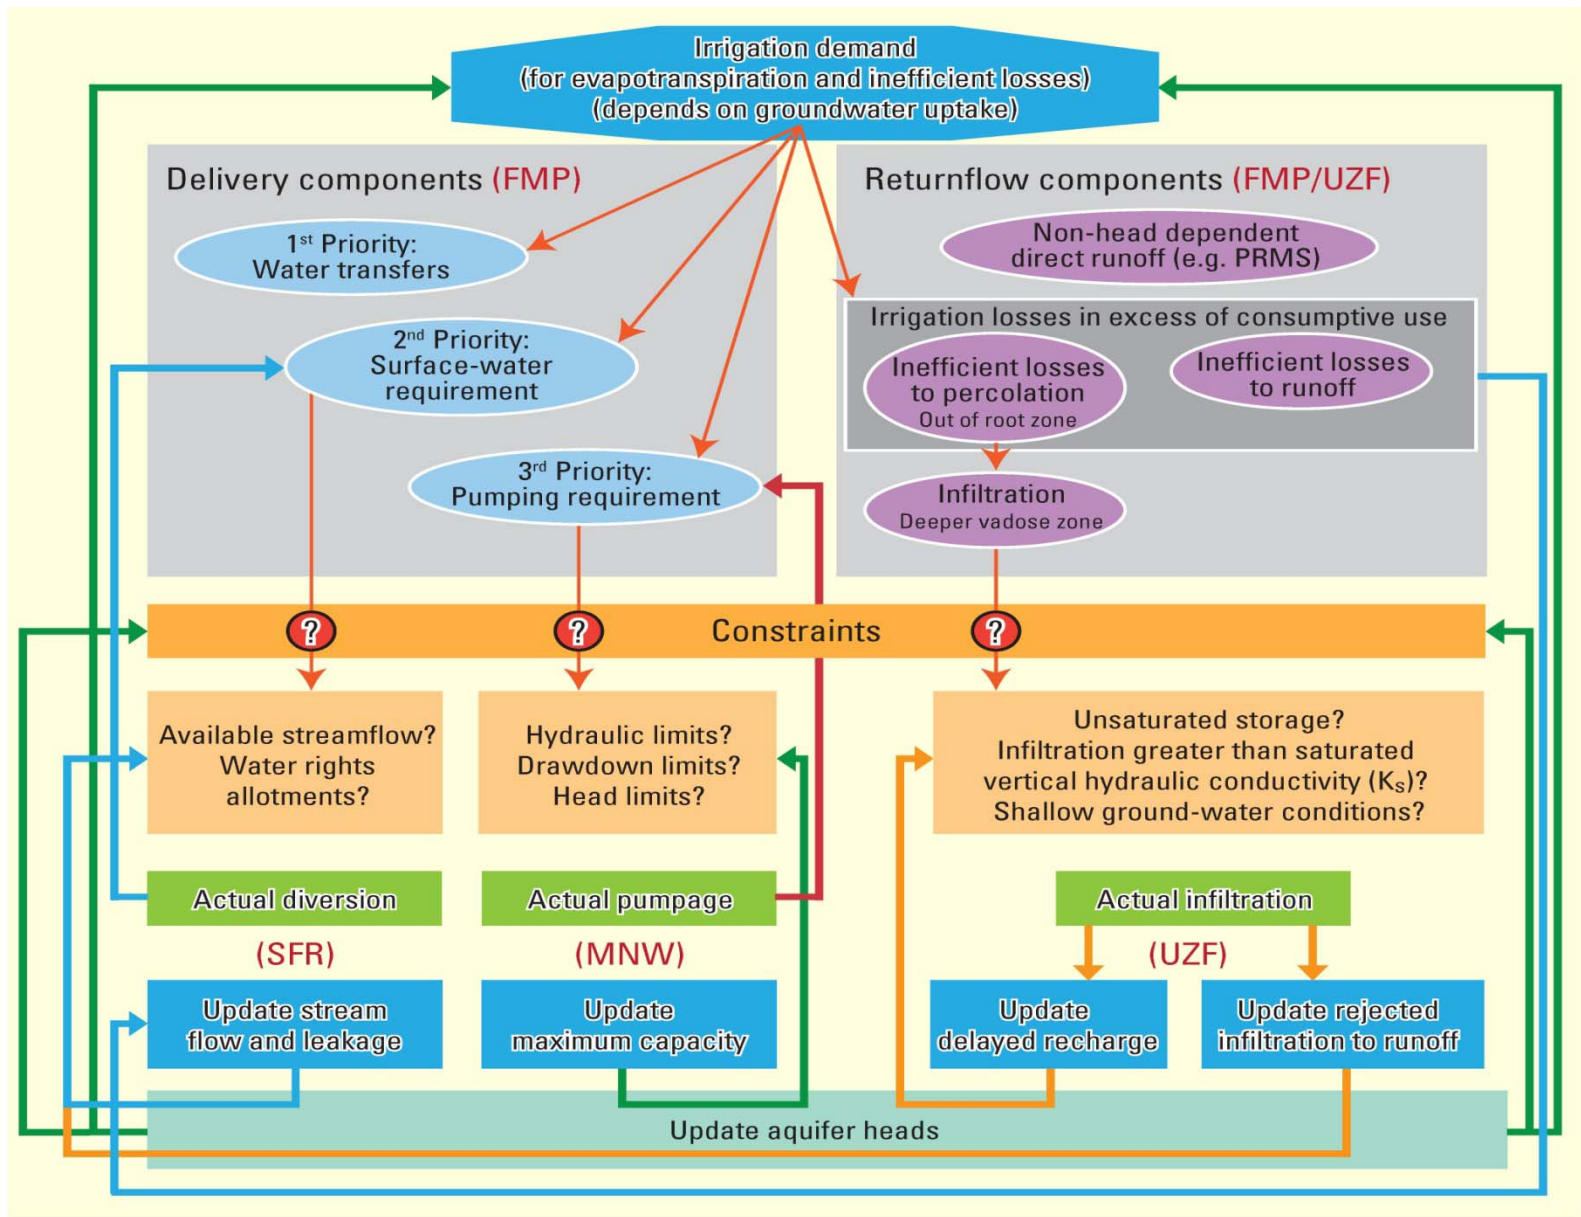 Irrigation demand
(for evapotranspiration and inefficient losses)
(depends on groundwater uptake)
Delivery components (FMP)
1st Priority:
Water transfers
2nd Priority:
Surface-water
requirement
3rd Priority:
Pumping requirement
Returnflow components (FMP/UZF)
Non-head dependent
direct runoff (e.g. PRMS)
Irrigation losses in excess of consumptive use
Inefficient losses
to percolation
Out of root zone
Inefficient losses
to runoff
Infiltration
Deeper vadose zone
?
?
Constraints
?
Available streamflow?
Water rights
allotments?
Hydraulic limits?
Drawdown limits?
Head limits?
Unsaturated storage?
Infiltration greater than saturated
vertical hydraulic conductivity (Ks)?
Shallow ground-water conditions?
Actual diversion
Actual pumpage
Actual infiltration
(SFR)
(MNW)
(UZF)
Update stream
flow and leakage
Update
maximum capacity
Update
delayed recharge
Update rejected
infiltration to runoff
Update aquifer heads